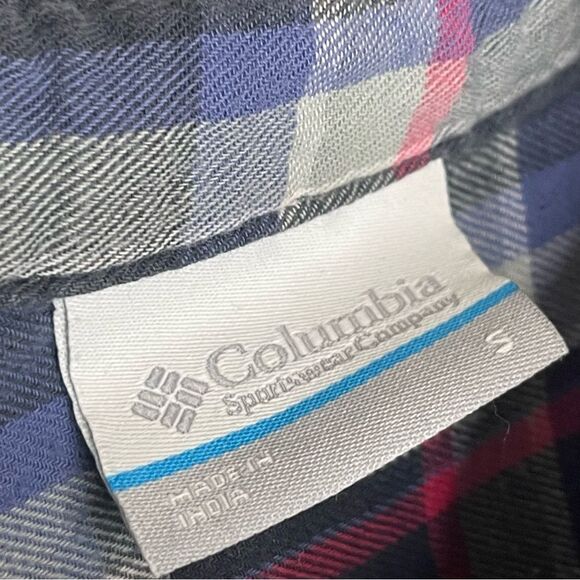 Columbia
Sportswear Company
S
MADE IN
INDIA